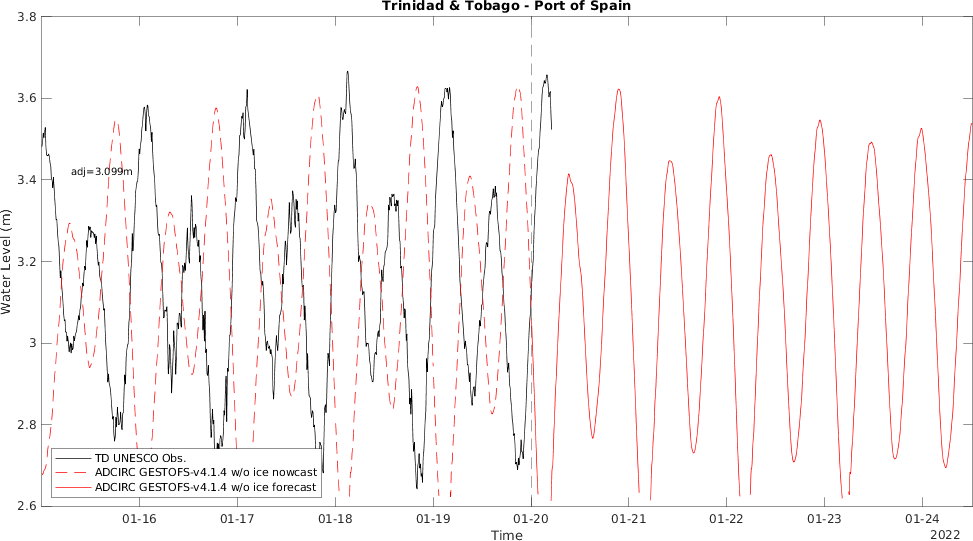 Trinidad & Tobago - Port of Spain
3.8
3.6
3.4
3.2
3
2.8
2.6
Water Level (m)
adj=3.099m
TD UNESCO Obs.
ADCIRC GESTOFS-v4.1.4 w/o ice nowcast
ADCIRC GESTOFS-v4.1.4 w/o ice forecast
01-16 01-17 01-18 01-19 01-20 01-21 01-22 01-23 01-24
Time
2022